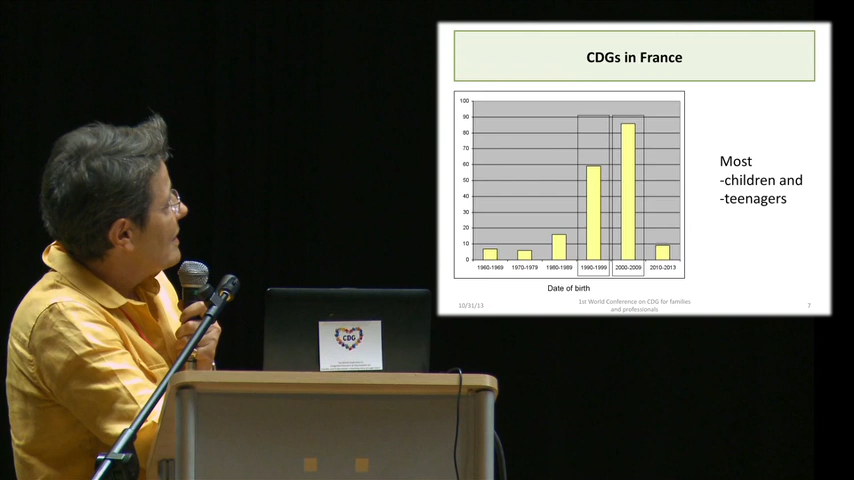 CDGs in France
100
90
80
70
60
50
40
30
20
10
0
1960-1969 1970-1979 1980-1989 1990-1999 2000-2009 2010-2013
Date of birth
Most
-children and
-teenagers
10/31/13
1st World Conference on CDG for families
and professionals
7
CDG